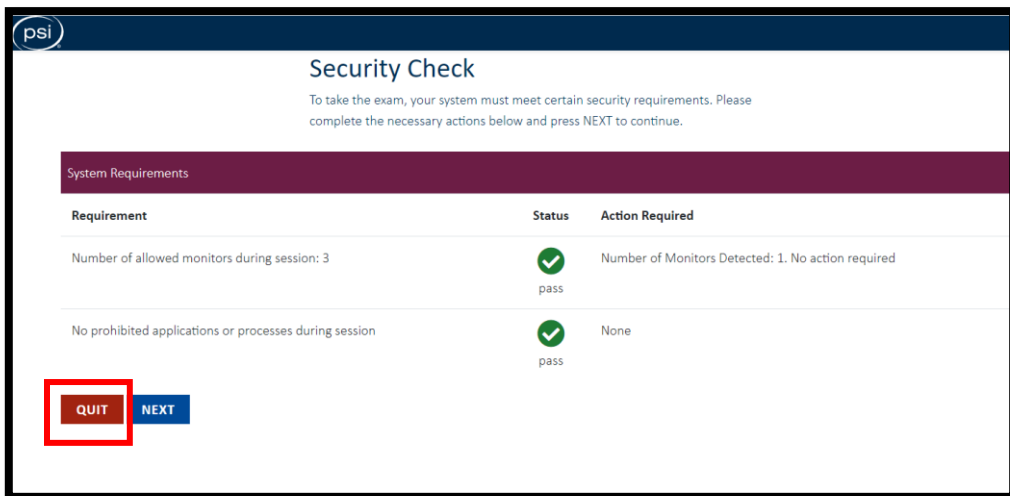 psi
Security Check
To take the exam, your system must meet certain security requirements. Please
complete the necessary actions below and press NEXT to continue.
System Requirements
Requirement Status Action Required
Number of allowed monitors during session: 3 Number of Monitors Detected: 1. No action required
pass
No prohibited applications or processes during session None
pass
QUIT NEXT